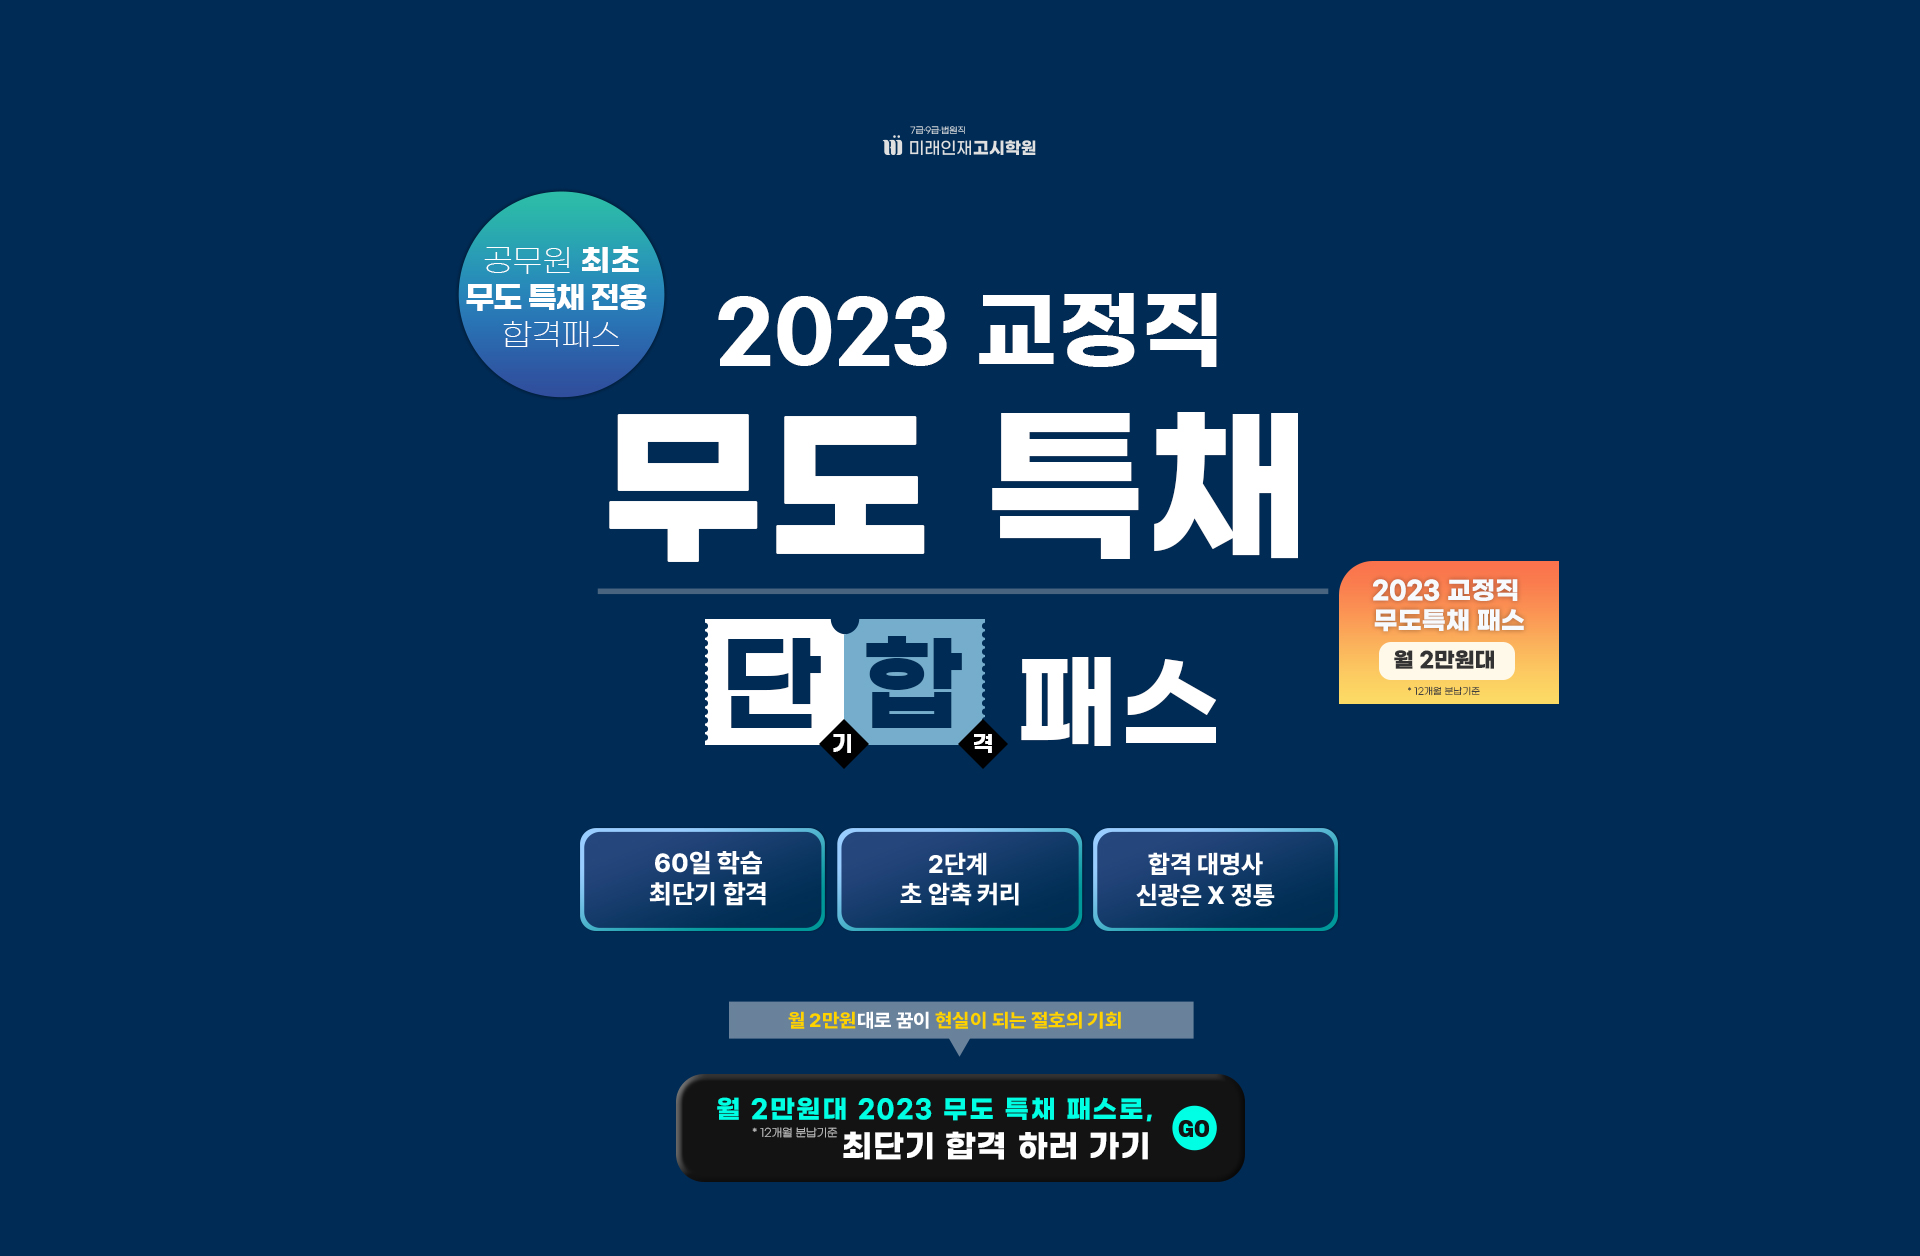 7급·9급·법원직
미래인재고시학원
공무원 최초
무도 특채 전용
합격패스
2023 교정직
무도 특채
단기합격 패스
2023 교정직
무도특채 패스
월 2만원대
* 12개월 분납기준
60일 학습
최단기 합격
2단계
초 압축 커리
합격 대명사
신광은 X 정통
월 2만원대로 꿈이 현실이 되는 절호의 기회
월 2만원대 2023 무도 특채 패스로,
* 12개월 분납기준
최단기 합격 하러 가기
GO